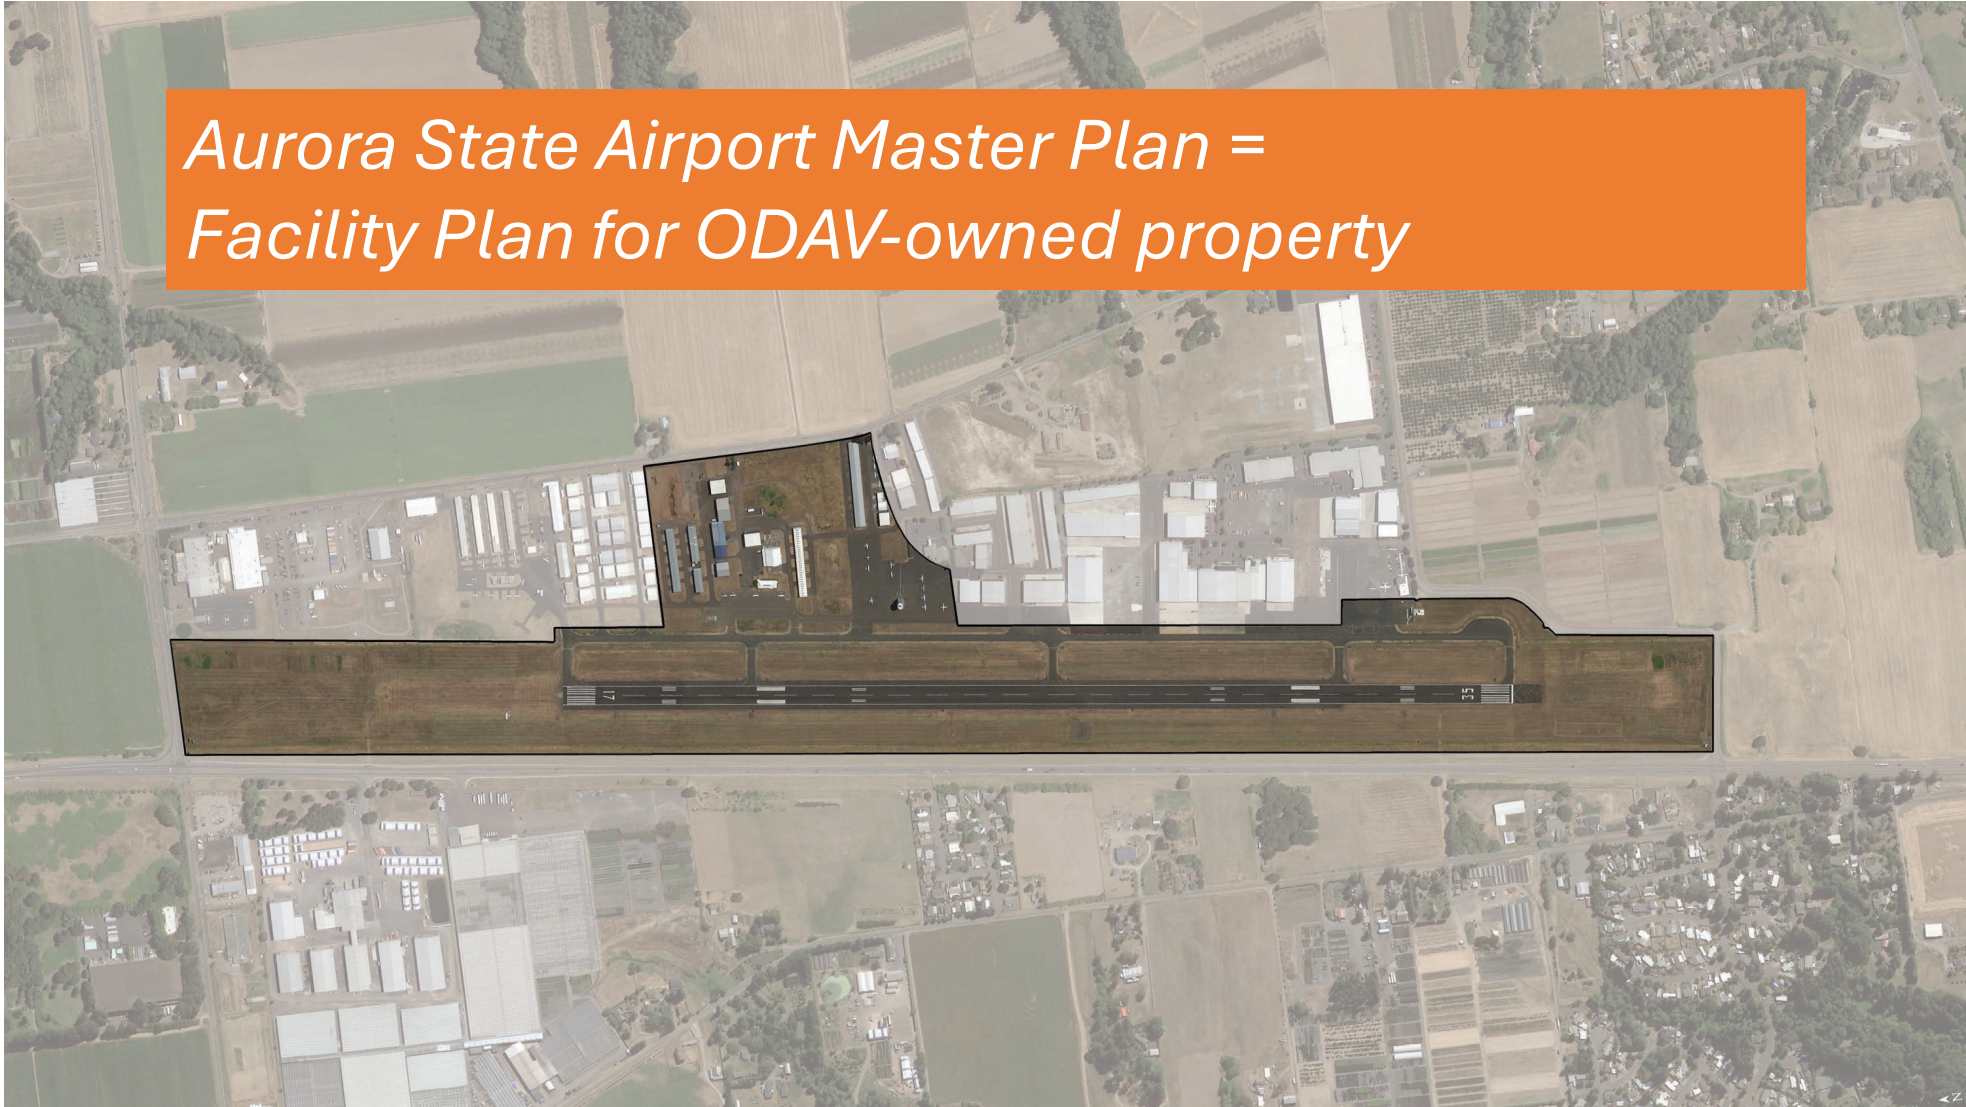 Aurora State Airport Master Plan =
Facility Plan for ODAV-owned property
17
35
N